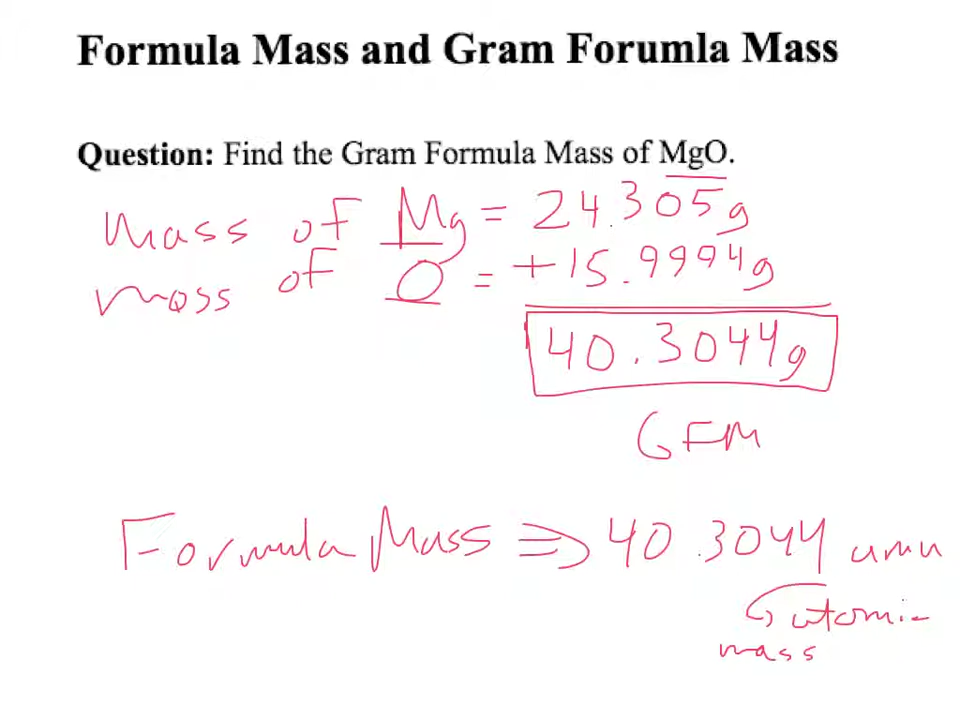 Formula Mass and Gram Forumla Mass
Question: Find the Gram Formula Mass of MgO.
Mass of Mg = 24.305g
mass of O = +15.9994g
40.3044g
GFM
Formula Mass ⇒ 40.3044 amu
↳ atomic
mass